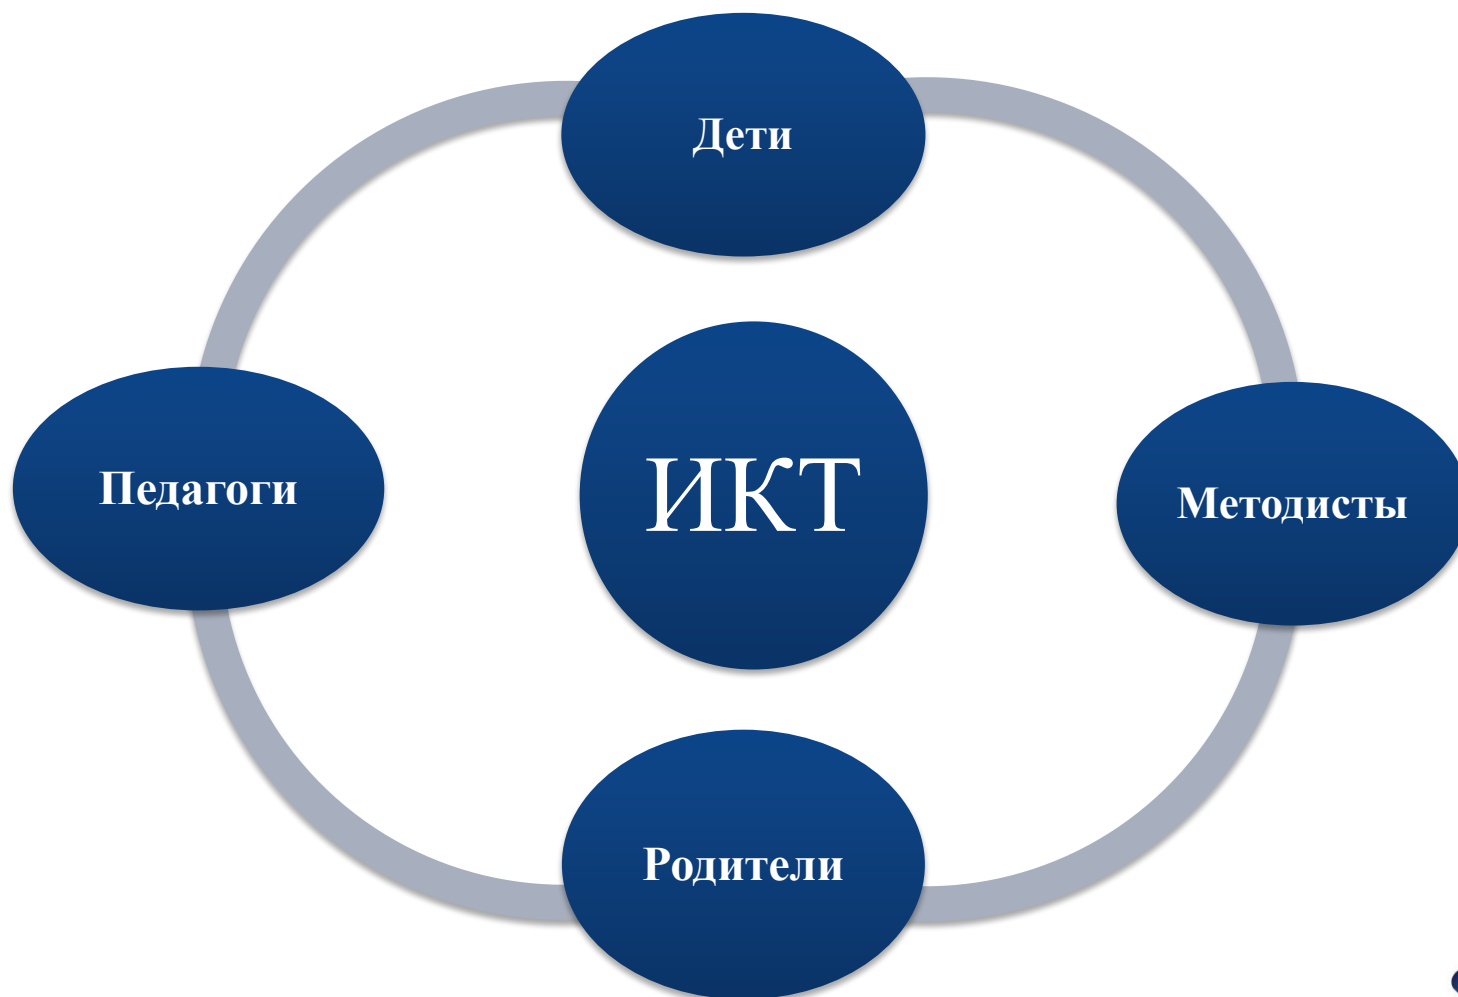 Дети
Педагоги
ИКТ
Методисты
Родители